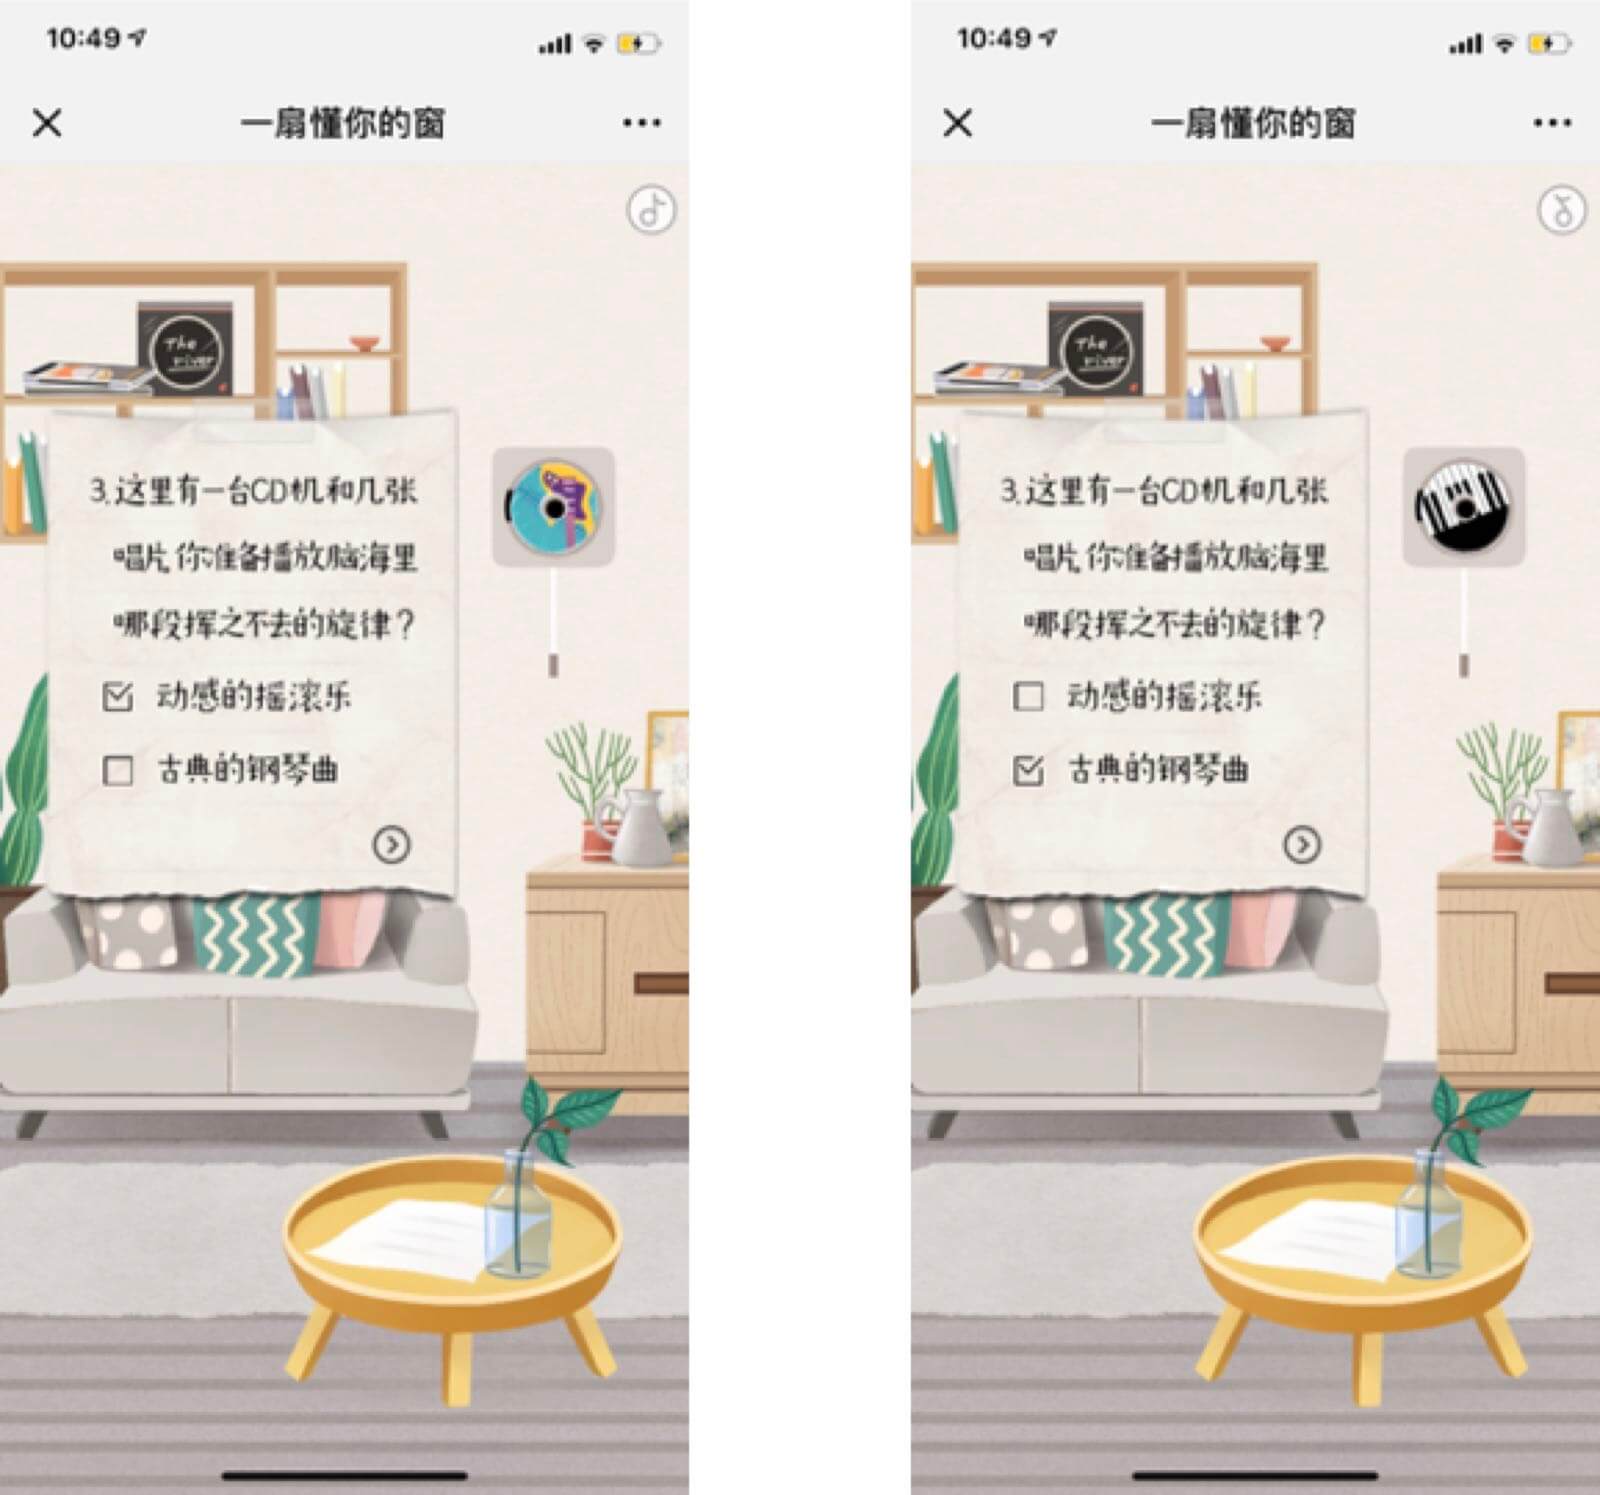 10:49
一扇懂你的窗
The
river
3.这里有一台CD机和几张
唱片,你准备播放脑海里
哪段挥之不去的旋律？
动感的摇滚乐
古典的钢琴曲
10:49
一扇懂你的窗
The
river
3.这里有一台CD机和几张
唱片,你准备播放脑海里
哪段挥之不去的旋律？
动感的摇滚乐
古典的钢琴曲